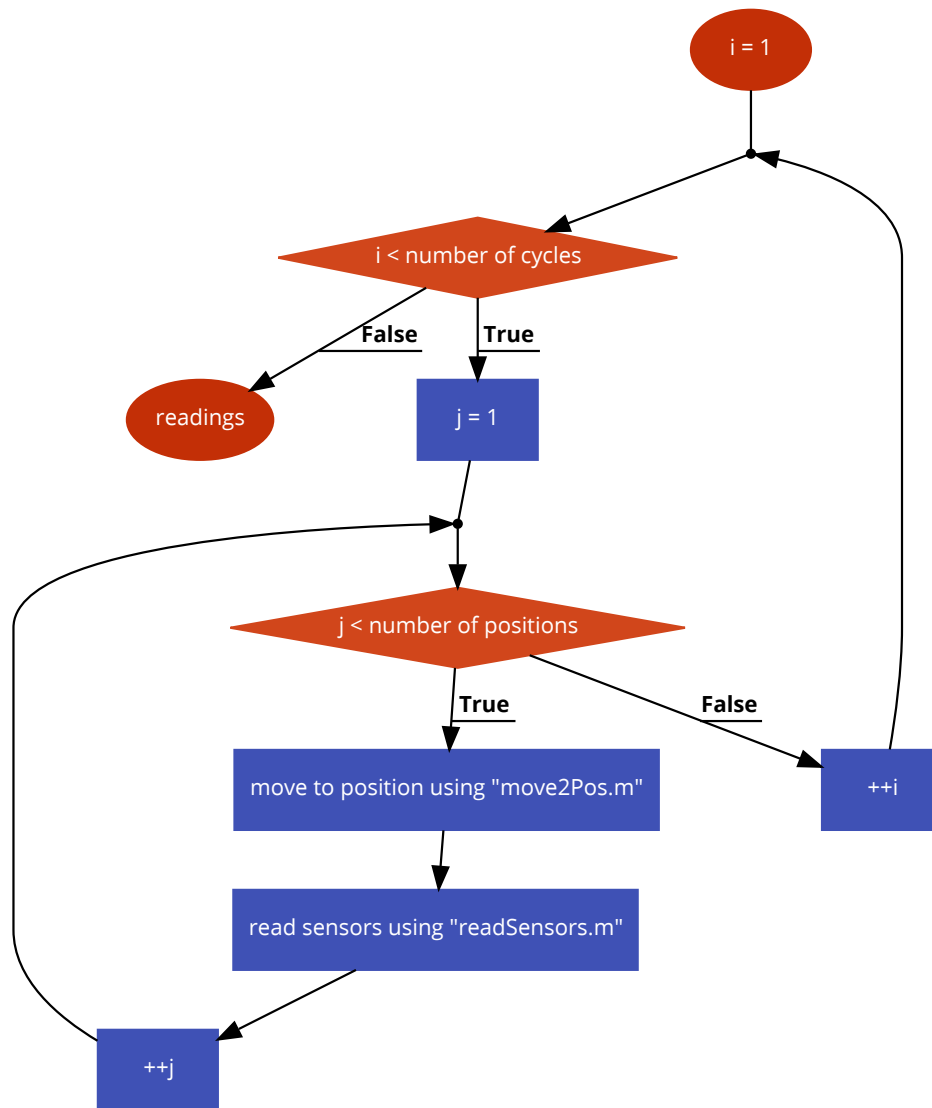 i = 1
i < number of cycles
False
True
readings
j = 1
j < number of positions
True
False
move to position using "move2Pos.m"
++i
read sensors using "readSensors.m"
++j